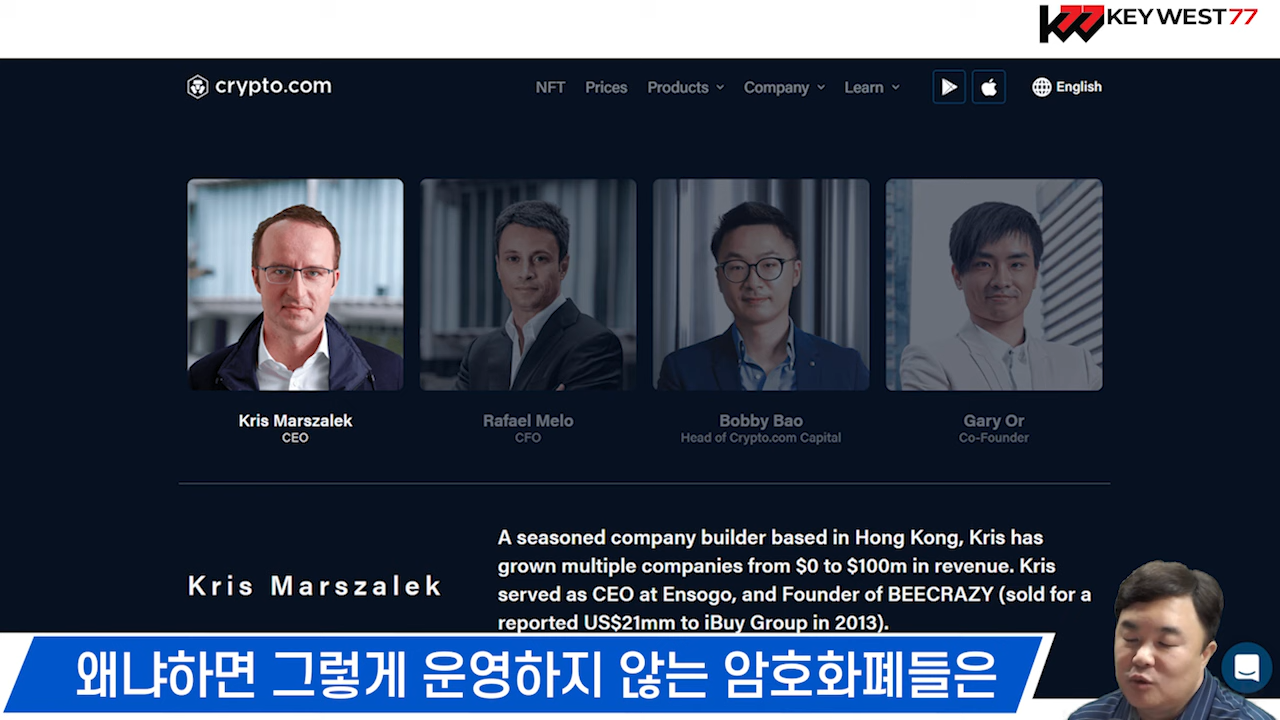 KEYWEST77
crypto.com
NFT Prices Products Company Learn English
Kris Marszalek
CEO
Rafael Melo
CFO
Bobby Bao
Head of Crypto.com Capital
Gary Or
Co-Founder
Kris Marszalek
A seasoned company builder based in Hong Kong, Kris has
grown multiple companies from $0 to $100m in revenue. Kris
served as CEO at Ensogo, and Founder of BEECRAZY (sold for a
reported US$21mm to iBuy Group in 2013).
왜냐하면 그렇게 운영하지 않는 암호화폐들은